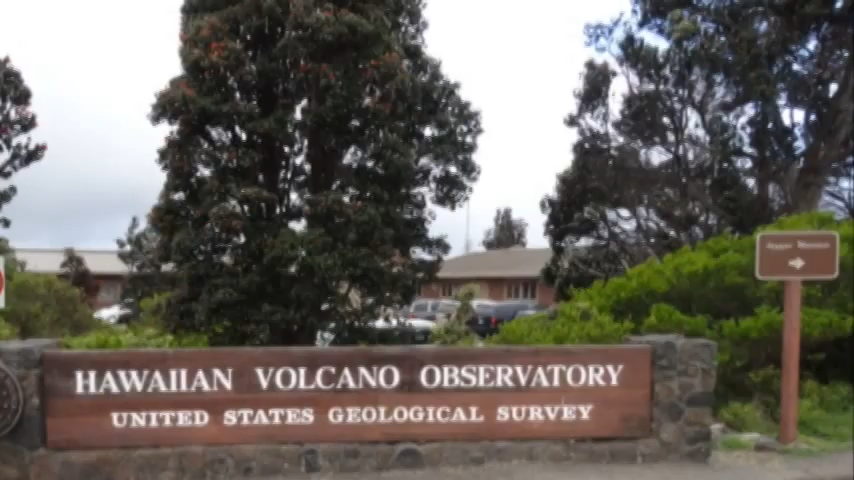 HAWAIIAN VOLCANO OBSERVATORY
UNITED STATES GEOLOGICAL SURVEY